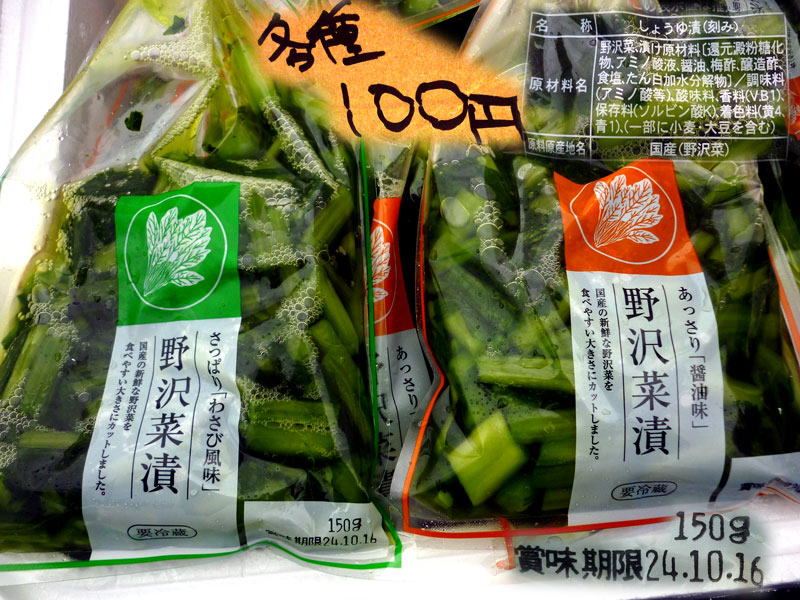 各種
100円
名 称 しょうゆ漬(刻み)
原材料名 野沢菜、漬け原材料〔還元澱粉糖化
物、アミノ酸液、醤油、梅酢、醸造酢、
食塩、たん白加水分解物〕／調味料
(アミノ酸等)、酸味料、香料(V.B1)、
保存料(ソルビン酸K)、着色料(黄4、
青1)、(一部に小麦・大豆を含む)
原料原産地名 国産(野沢菜)
さっぱり「わさび風味」
野沢菜漬
国産の新鮮な野沢菜を
食べやすい大きさにカットしました。
要冷蔵
150g
賞味期限24.10.16
あっさり「
あっさり「醤油味」
野沢菜漬
国産の新鮮な野沢菜を
食べやすい大きさにカットしました。
要冷蔵
150g
賞味期限24.10.16